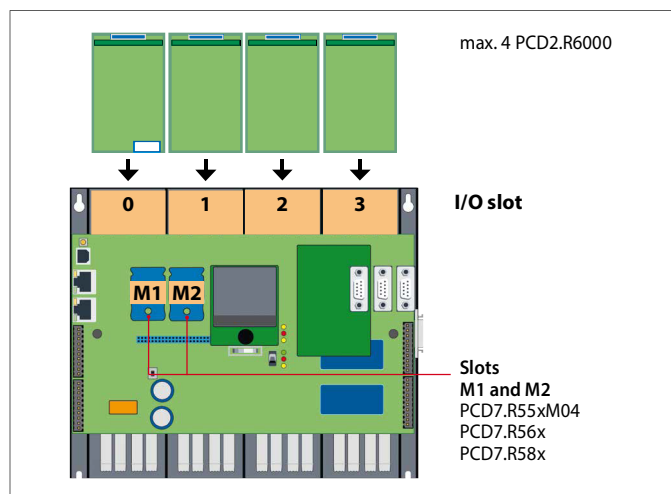 max. 4 PCD2.R6000
0 1 2 3
I/O slot
M1 M2
Slots
M1 and M2
PCD7.R55xM04
PCD7.R56x
PCD7.R58x